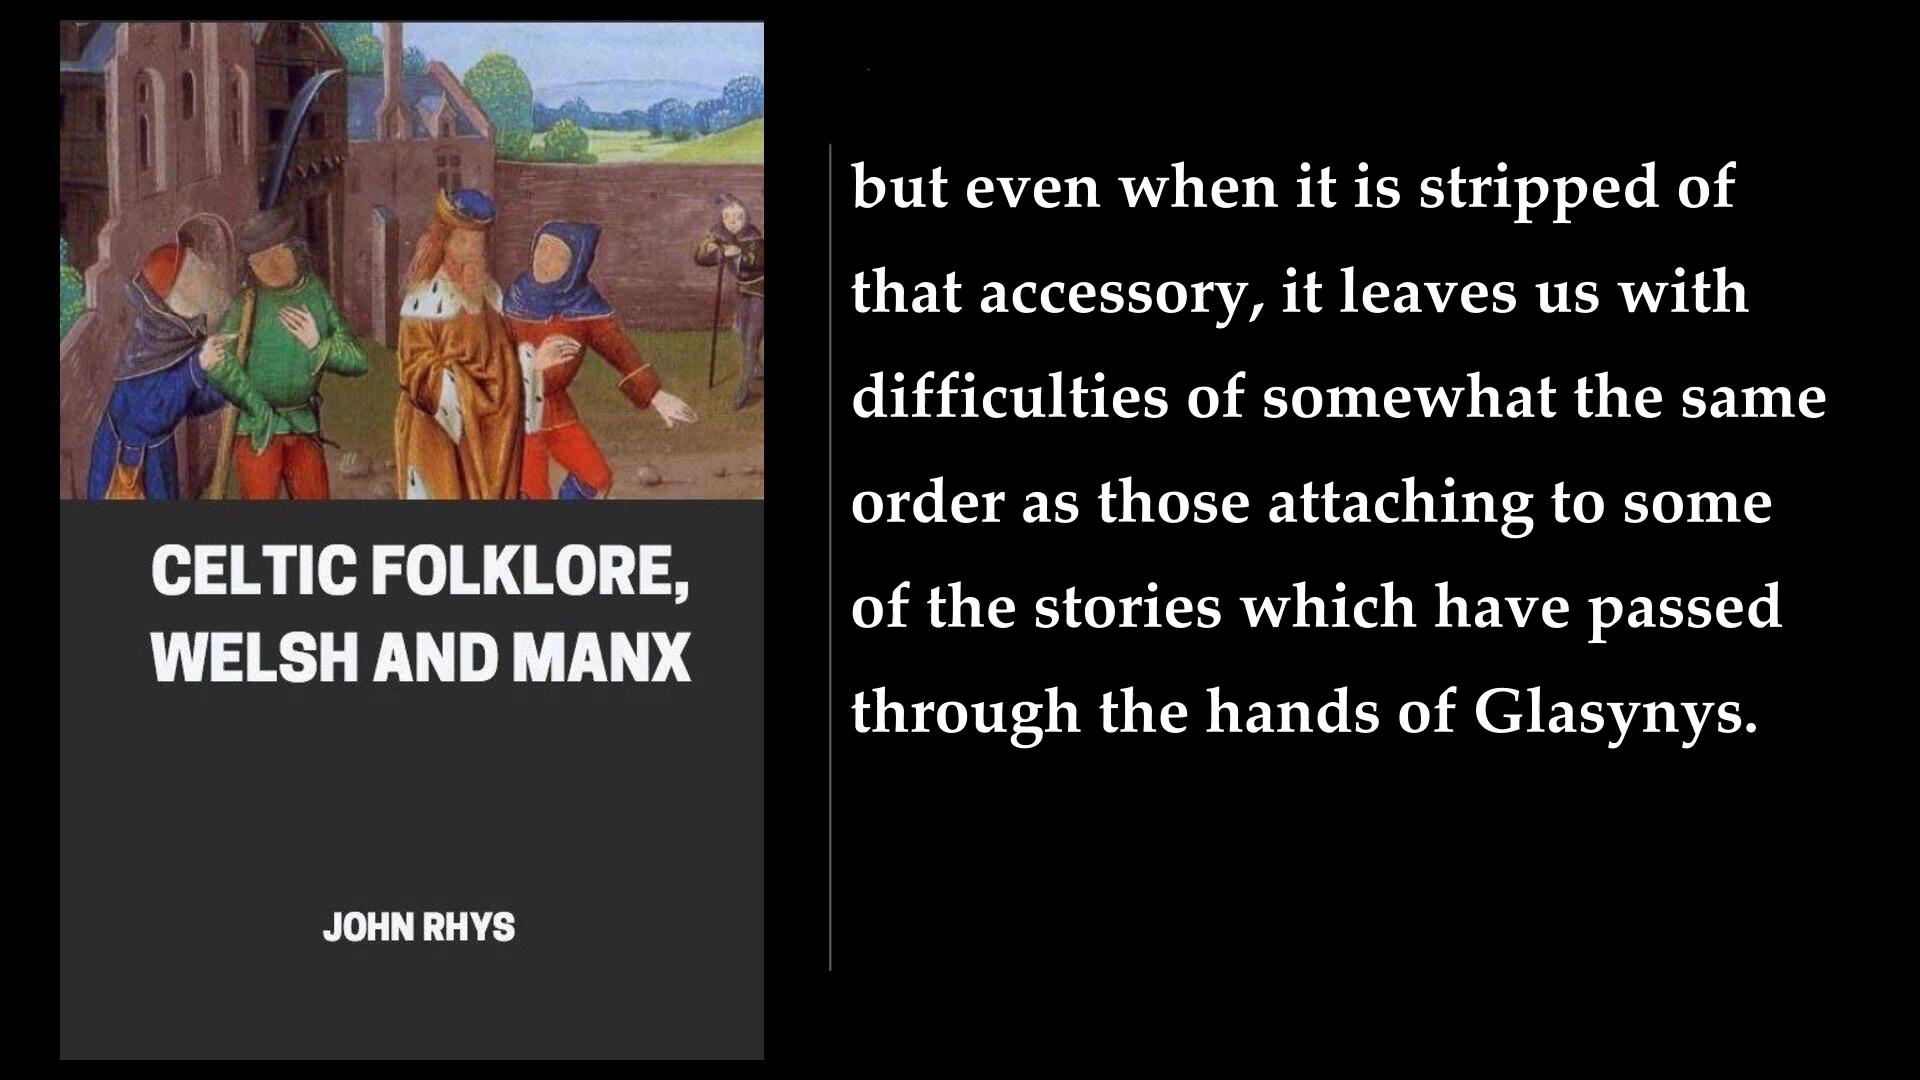 CELTIC FOLKLORE,
WELSH AND MANX
JOHN RHYS
but even when it is stripped of
that accessory, it leaves us with
difficulties of somewhat the same
order as those attaching to some
of the stories which have passed
through the hands of Glasynys.